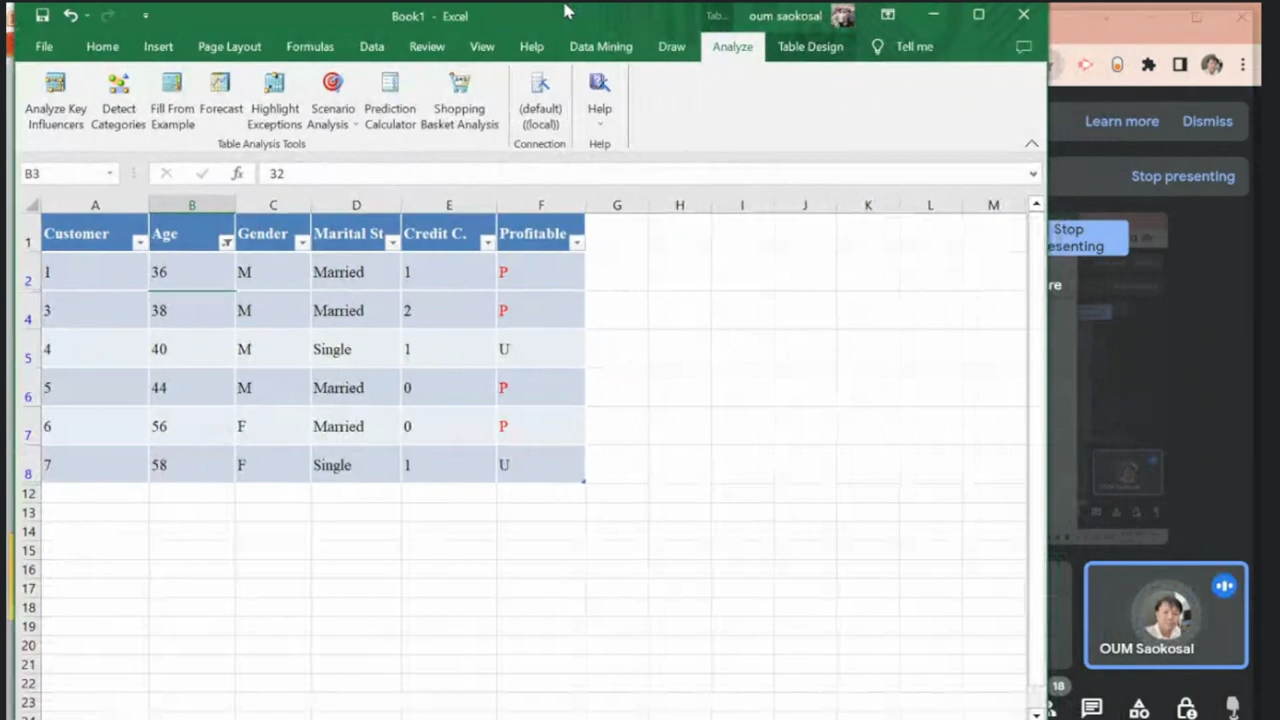 Book1 - Excel
Tab...
oum saokosal
File Home Insert Page Layout Formulas Data Review View Help Data Mining Draw Analyze Table Design Tell me
Analyze Key Influencers
Detect Categories
Fill From Example
Forecast
Highlight Exceptions
Scenario Analysis
Prediction Calculator
Shopping Basket Analysis
(default) ((local))
Help
Table Analysis Tools
Connection
Help
B3
fx
32
A B C D E F G H I J K L M
1 Customer Age Gender Marital St Credit C. Profitable
2 1 36 M Married 1 P
4 3 38 M Married 2 P
5 4 40 M Single 1 U
6 5 44 M Married 0 P
7 6 56 F Married 0 P
8 7 58 F Single 1 U
12
13
14
15
16
17
18
19
20
21
22
23
Learn more Dismiss
Stop presenting
Stop
esenting
re
OUM Saokosal
18